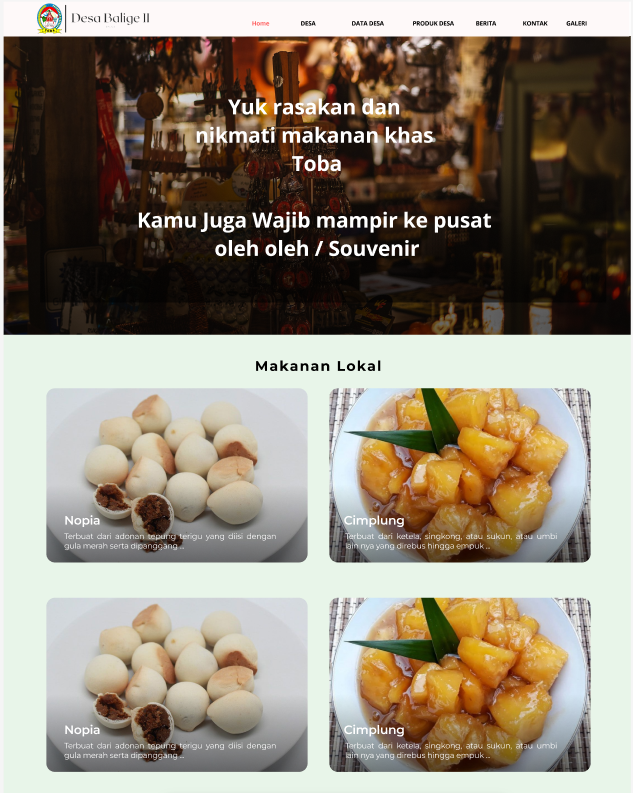 Desa Balige II
Home DESA DATA DESA PRODUK DESA BERITA KONTAK GALERI
Yuk rasakan dan
nikmati makanan khas
Toba
Kamu Juga Wajib mampir ke pusat
oleh oleh / Souvenir
Makanan Lokal
Nopia
Terbuat dari adonan tepung terigu yang diisi dengan
gula merah serta dipanggang ...
Cimplung
Terbuat dari ketela, singkong, atau sukun, atau umbi
lain nya yang direbus hingga empuk ...
Nopia
Terbuat dari adonan tepung terigu yang diisi dengan
gula merah serta dipanggang ...
Cimplung
Terbuat dari ketela, singkong, atau sukun, atau umbi
lain nya yang direbus hingga empuk ...